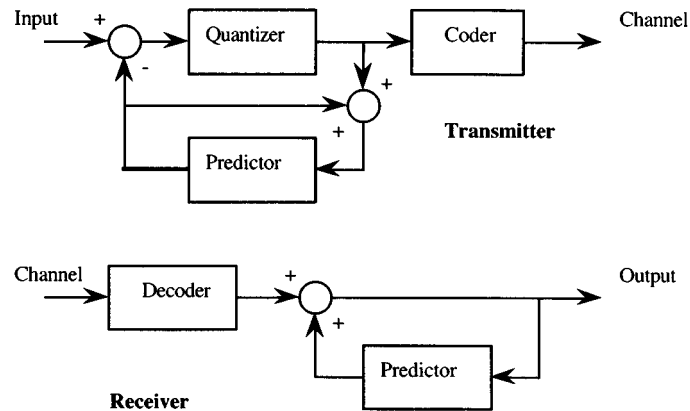 Input
+
Quantizer
Coder
Channel
-
+
+
Transmitter
Predictor
Channel
Decoder
+
Output
+
Predictor
Receiver